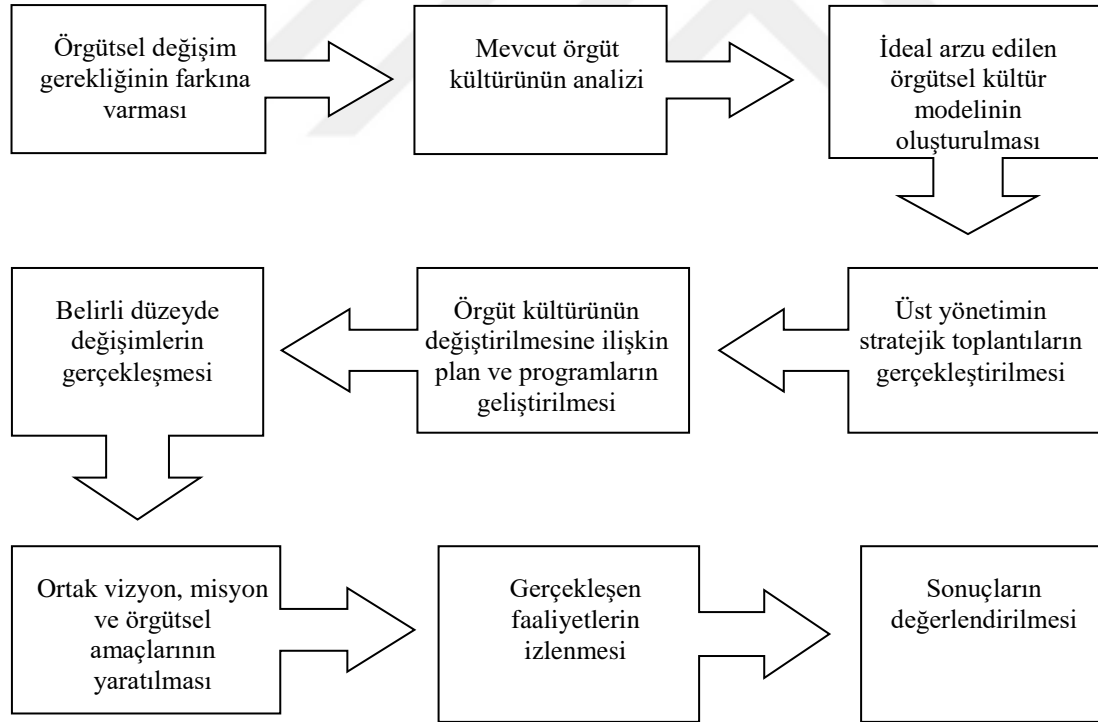 Örgütsel değişim
gerekliğinin farkına
varması
Mevcut örgüt
kültürünün analizi
İdeal arzu edilen
örgütsel kültür
modelinin
oluşturulması
Üst yönetimin
stratejik toplantıların
gerçekleştirilmesi
Örgüt kültürünün
değiştirilmesine ilişkin
plan ve programların
geliştirilmesi
Belirli düzeyde
değişimlerin
gerçekleşmesi
Ortak vizyon, misyon
ve örgütsel
amaçlarının
yaratılması
Gerçekleşen
faaliyetlerin
izlenmesi
Sonuçların
değerlendirilmesi